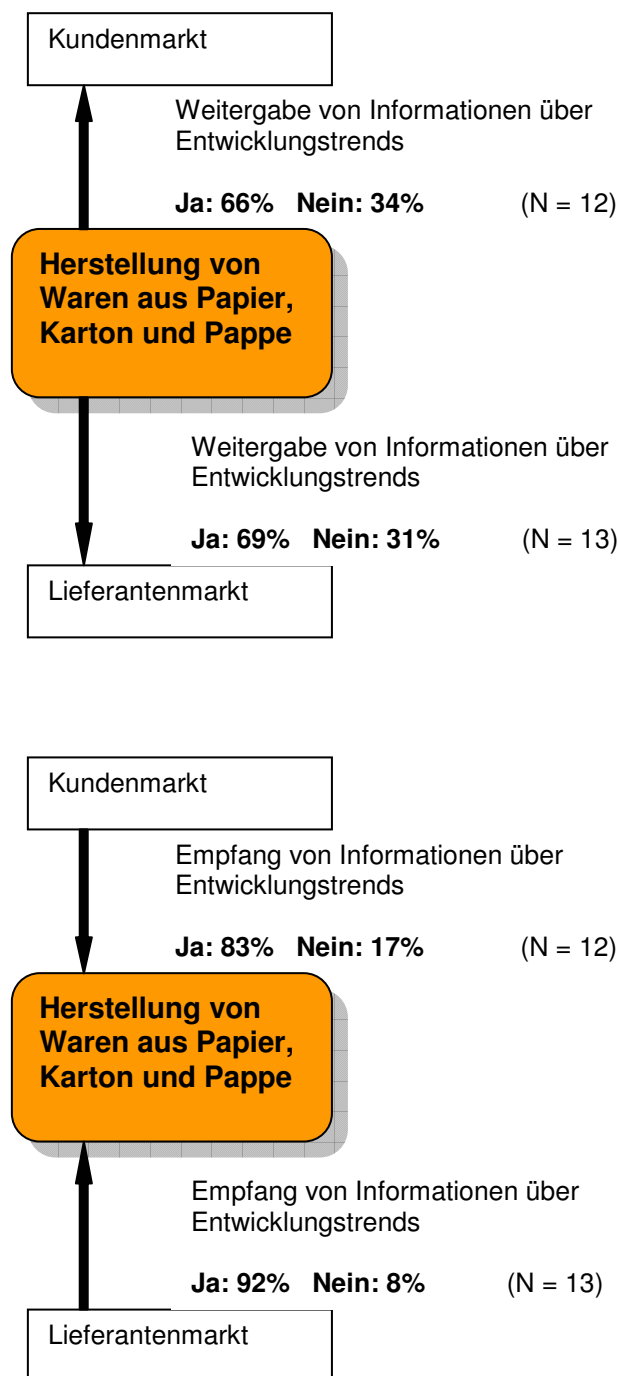 Kundenmarkt
Weitergabe von Informationen über
Entwicklungstrends
Ja: 66% Nein: 34% (N = 12)
Herstellung von
Waren aus Papier,
Karton und Pappe
Weitergabe von Informationen über
Entwicklungstrends
Ja: 69% Nein: 31% (N = 13)
Lieferantenmarkt
Kundenmarkt
Empfang von Informationen über
Entwicklungstrends
Ja: 83% Nein: 17% (N = 12)
Herstellung von
Waren aus Papier,
Karton und Pappe
Empfang von Informationen über
Entwicklungstrends
Ja: 92% Nein: 8% (N = 13)
Lieferantenmarkt